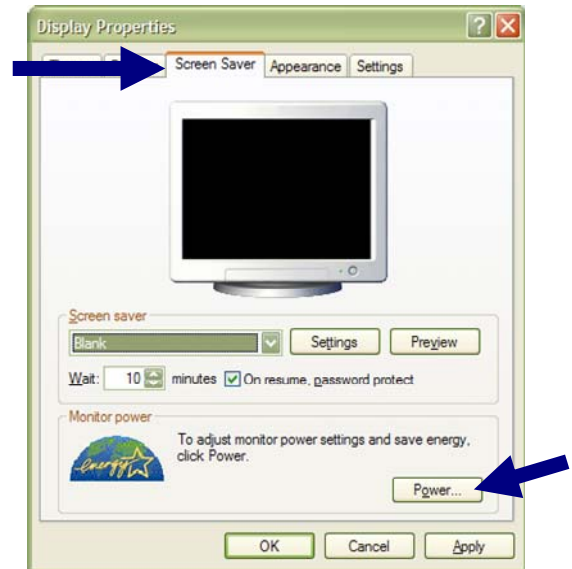 Display Properties
Screen Saver Appearance Settings
Screen saver
Blank
Settings
Preview
Wait: 10 minutes On resume, password protect
Monitor power
To adjust monitor power settings and save energy,
click Power.
energy
Power...
OK Cancel Apply